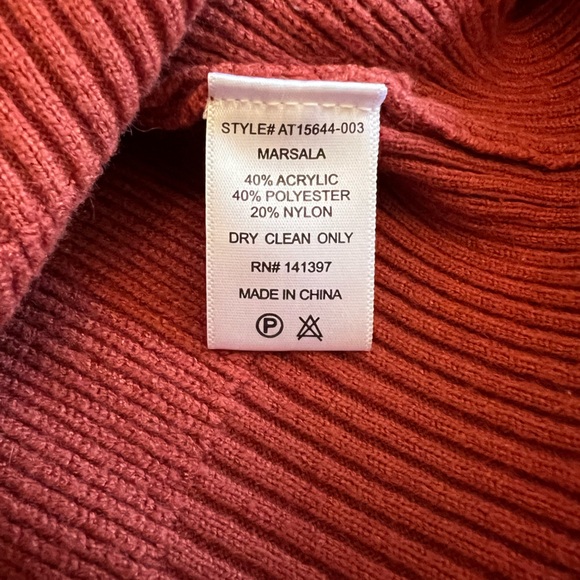 STYLE# AT15644-003
MARSALA
40% ACRYLIC
40% POLYESTER
20% NYLON
DRY CLEAN ONLY
RN# 141397
MADE IN CHINA
P